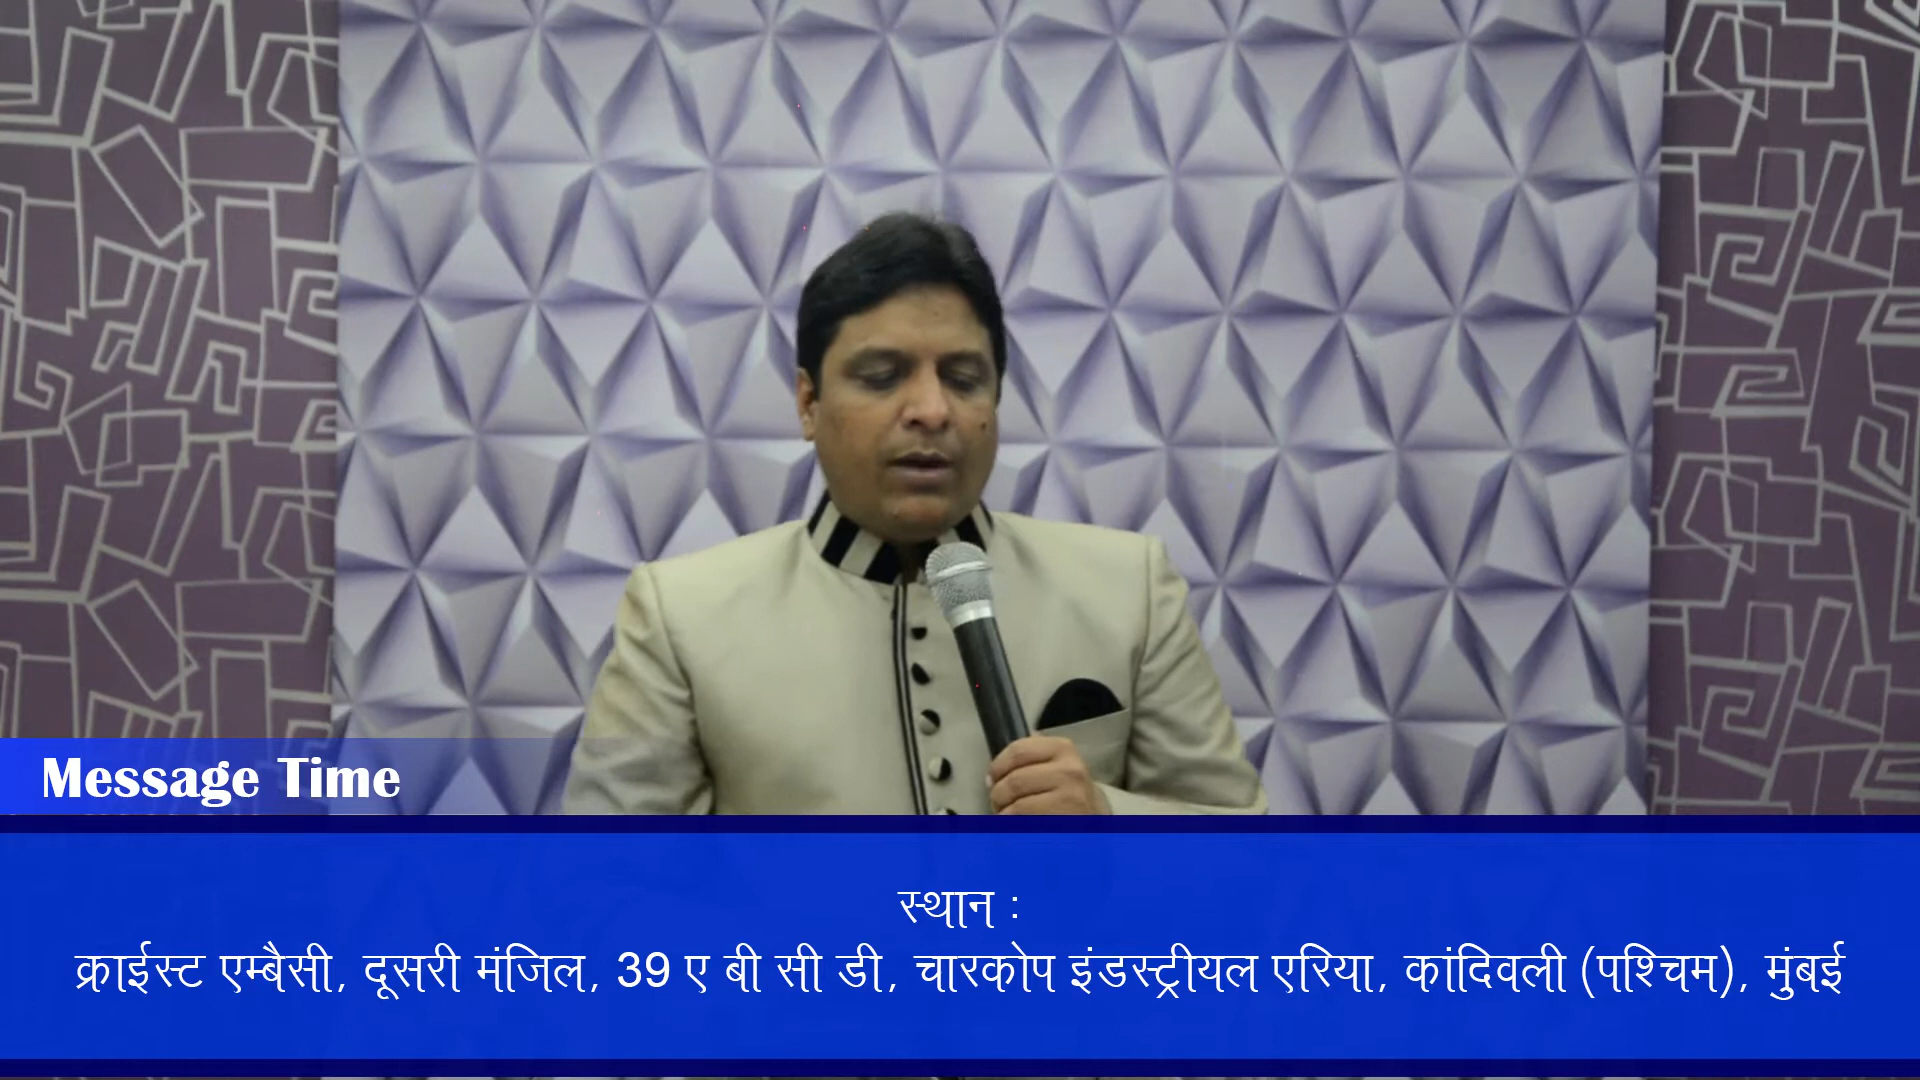 Message Time
स्थान :
क्राईस्ट एम्बैसी, दूसरी मंजिल, 39 ए बी सी डी, चारकोप इंडस्ट्रीयल एरिया, कांदिवली (पश्चिम), मुंबई